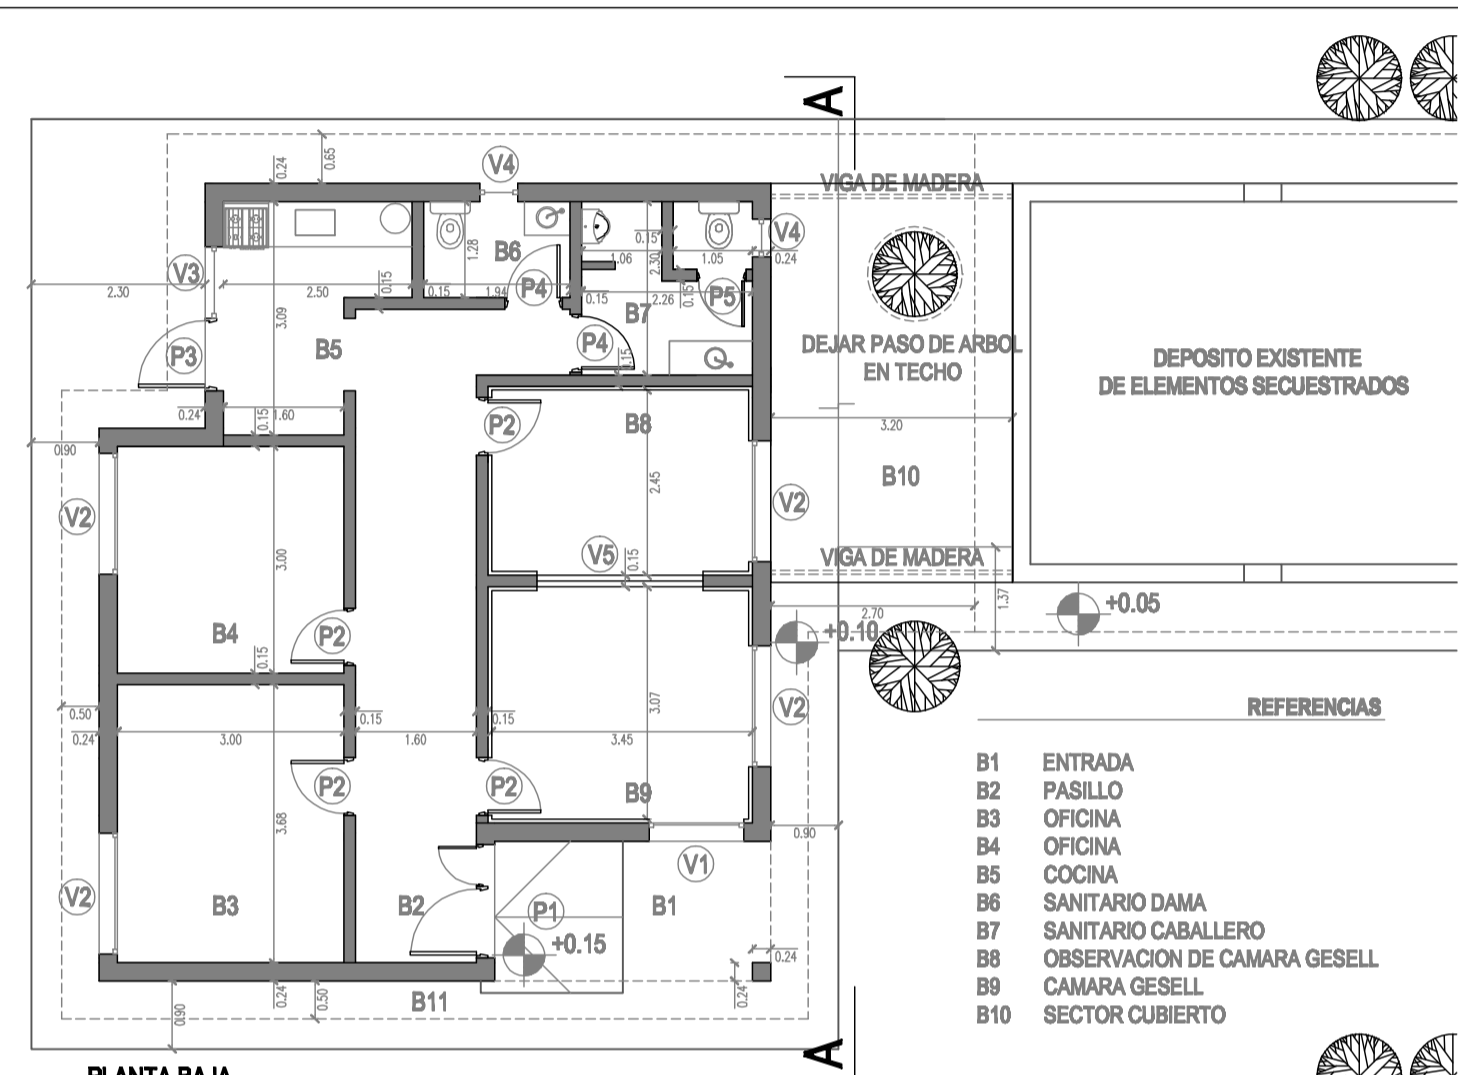 A
0.24
0.65
V4
VIGA DE MADERA
V3
2.30
2.50
0.15
3.09
1.28
B6
0.15
1.94
P4
0.15
1.06
2.30
1.05
V4
0.24
0.15
2.26
0.15
P5
B7
P3
B5
P4
0.15
DEJAR PASO DE ARBOL
EN TECHO
DEPOSITO EXISTENTE
DE ELEMENTOS SECUESTRADOS
0.24
0.15
1.60
P2
B8
3.20
0.90
2.45
B10
V2
V2
V5
0.15
VIGA DE MADERA
3.00
1.37
2.70
+0.05
B4
P2
+0.10
0.15
3.07
V2
REFERENCIAS
0.50
0.15
0.15
0.24
3.00
1.60
3.45
P2
P2
B9
3.68
0.90
V1
V2
B3
B2
P1
B1
+0.15
0.24
0.24
0.50
0.24
0.90
B11
B1 ENTRADA
B2 PASILLO
B3 OFICINA
B4 OFICINA
B5 COCINA
B6 SANITARIO DAMA
B7 SANITARIO CABALLERO
B8 OBSERVACION DE CAMARA GESELL
B9 CAMARA GESELL
B10 SECTOR CUBIERTO
A
PLANTA BAJA